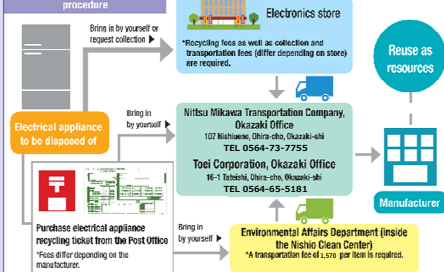 procedure
Bring in by yourself or
request collection ▶
Electronics store
*Recycling fees as well as collection and
transportation fees (differ depending on store)
are required.
Reuse as
resources
Electrical appliance
to be disposed of
Bring in
by yourself ▶
Nittsu Mikawa Transportation Company,
Okazaki Office
107 Nishiuene, Ohira-cho, Okazaki-shi
TEL 0564-73-7755
Toei Corporation, Okazaki Office
16-1 Tateishi, Ohira-cho, Okazaki-shi
TEL 0564-65-5181
Manufacturer
Purchase electrical appliance
recycling ticket from the Post Office
*Fees differ depending on the
manufacturer.
Bring in
by yourself ▶
Environmental Affairs Department (inside
the Nishio Clean Center)
*A transportation fee of 1,570 per item is required.